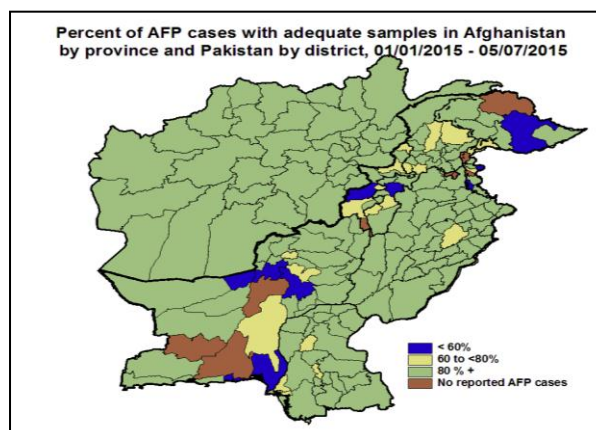 Percent of AFP cases with adequate samples in Afghanistan
by province and Pakistan by district, 01/01/2015 - 05/07/2015
< 60%
60 to <80%
80 % +
No reported AFP cases